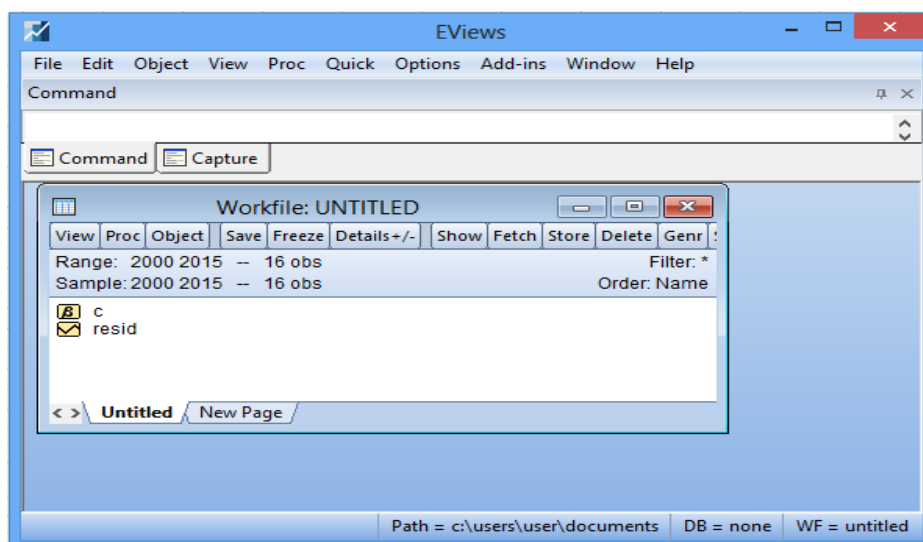 EViews
File Edit Object View Proc Quick Options Add-ins Window Help
Command
Command Capture
Workfile: UNTITLED
View Proc Object Save Freeze Details+/- Show Fetch Store Delete Genr
Range: 2000 2015 -- 16 obs Filter: *
Sample: 2000 2015 -- 16 obs Order: Name
β c
resid
< > Untitled New Page
Path = c:\users\user\documents DB = none WF = untitled